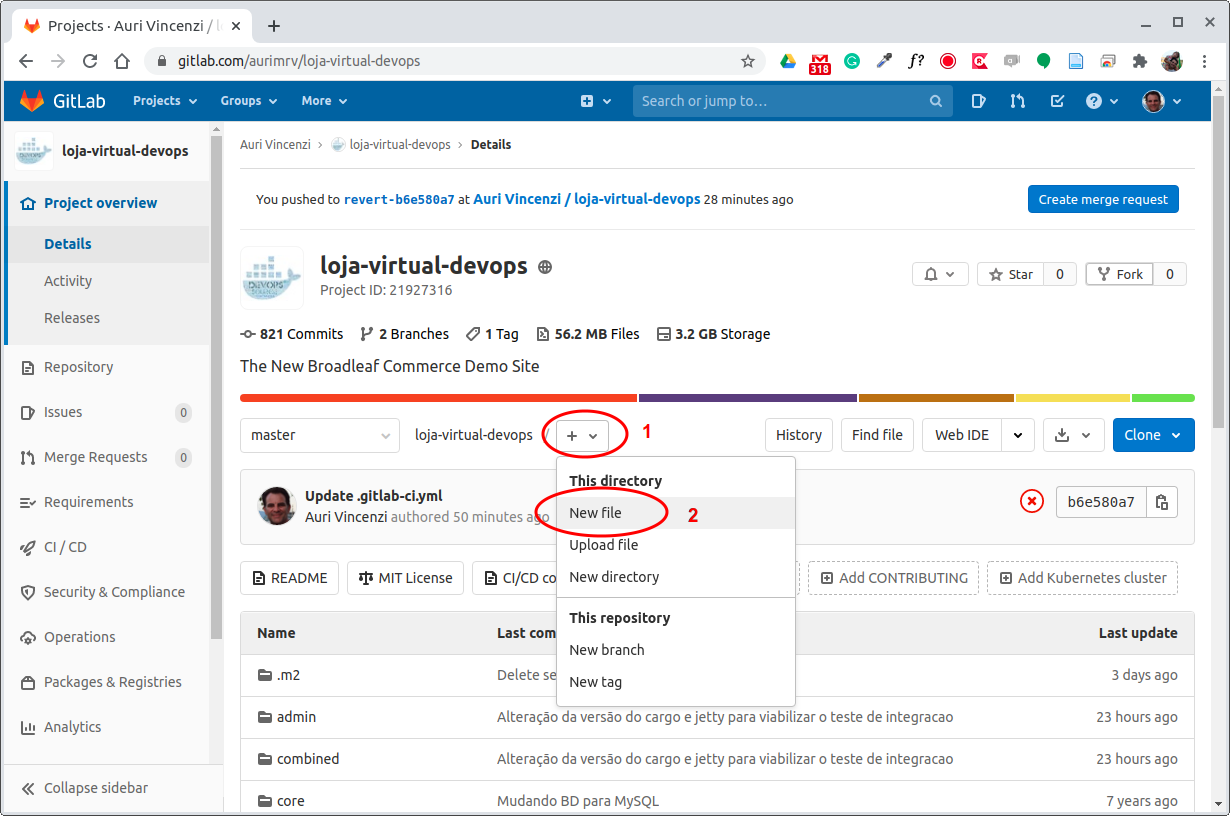 Projects · Auri Vincenzi / l
gitlab.com/aurimrv/loja-virtual-devops
318
f?
GitLab Projects Groups More Search or jump to…
loja-virtual-devops
Project overview
Details
Activity
Releases
Repository
Issues 0
Merge Requests 0
Requirements
CI / CD
Security & Compliance
Operations
Packages & Registries
Analytics
Collapse sidebar
Auri Vincenzi › loja-virtual-devops › Details
You pushed to revert-b6e580a7 at Auri Vincenzi / loja-virtual-devops 28 minutes ago Create merge request
DEVOPS
loja-virtual-devops
Project ID: 21927316
Star 0 Fork 0
821 Commits 2 Branches 1 Tag 56.2 MB Files 3.2 GB Storage
The New Broadleaf Commerce Demo Site
master loja-virtual-devops / + 1 History Find file Web IDE Clone
This directory
New file 2
Upload file
New directory
This repository
New branch
New tag
Update .gitlab-ci.yml
Auri Vincenzi authored 50 minutes ago
b6e580a7
README MIT License CI/CD co Add CONTRIBUTING Add Kubernetes cluster
Name Last com Last update
.m2 Delete se 3 days ago
admin Alteração da versão do cargo e jetty para viabilizar o teste de integracao 23 hours ago
combined Alteração da versão do cargo e jetty para viabilizar o teste de integracao 23 hours ago
core Mudando BD para MySQL 7 years ago